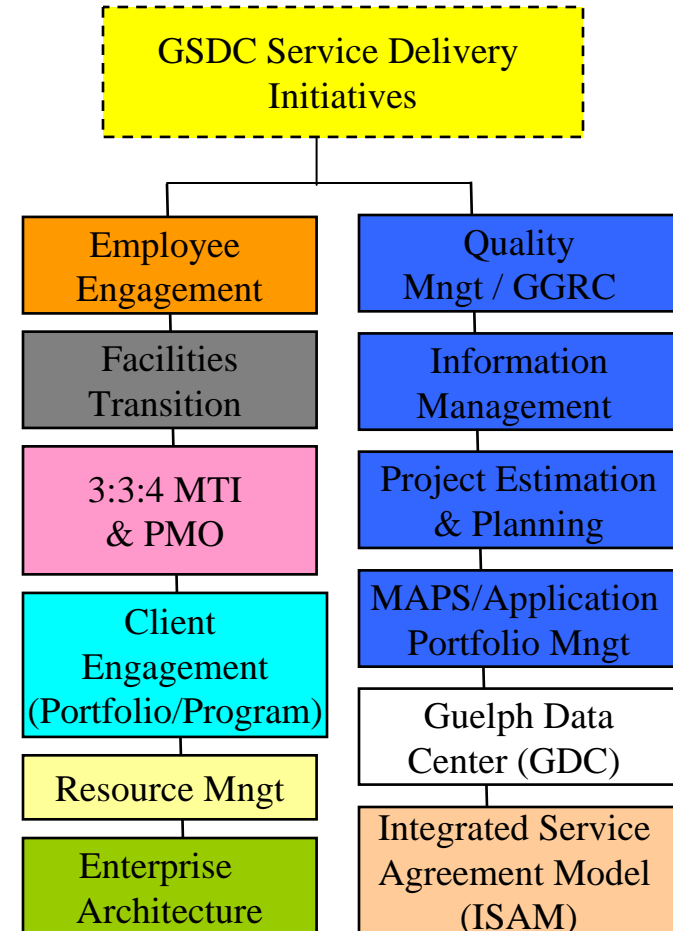 GSDC Service Delivery
Initiatives
Employee
Engagement
Facilities
Transition
3:3:4 MTI
& PMO
Client
Engagement
(Portfolio/Program)
Resource Mngt
Enterprise
Architecture
Quality
Mngt / GGRC
Information
Management
Project Estimation
& Planning
MAPS/Application
Portfolio Mngt
Guelph Data
Center (GDC)
Integrated Service
Agreement Model
(ISAM)